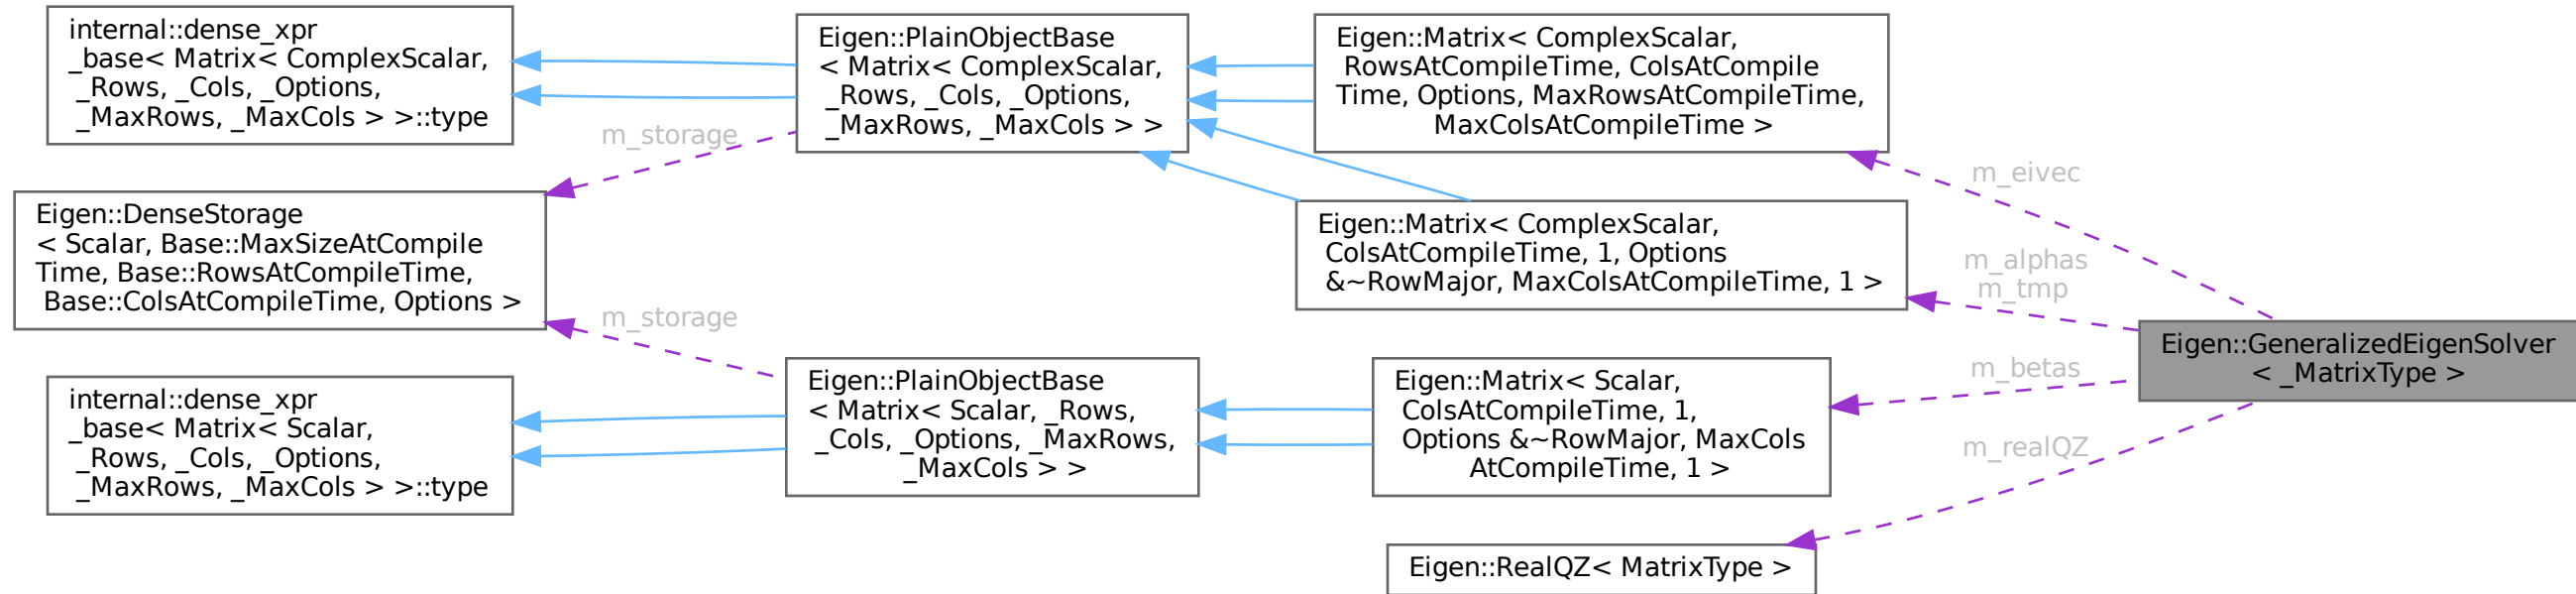 internal::dense_xpr
_base< Matrix< ComplexScalar,
_Rows, _Cols, _Options,
_MaxRows, _MaxCols > >::type
Eigen::PlainObjectBase
< Matrix< ComplexScalar,
_Rows, _Cols, _Options,
_MaxRows, _MaxCols > >
Eigen::Matrix< ComplexScalar,
RowsAtCompileTime, ColsAtCompile
Time, Options, MaxRowsAtCompileTime,
MaxColsAtCompileTime >
m_storage
m_eivec
Eigen::DenseStorage
< Scalar, Base::MaxSizeAtCompile
Time, Base::RowsAtCompileTime,
Base::ColsAtCompileTime, Options >
Eigen::Matrix< ComplexScalar,
ColsAtCompileTime, 1, Options
&~RowMajor, MaxColsAtCompileTime, 1 >
m_alphas
m_tmp
m_storage
Eigen::GeneralizedEigenSolver
< _MatrixType >
internal::dense_xpr
_base< Matrix< Scalar,
_Rows, _Cols, _Options,
_MaxRows, _MaxCols > >::type
Eigen::PlainObjectBase
< Matrix< Scalar, _Rows,
_Cols, _Options, _MaxRows,
_MaxCols > >
Eigen::Matrix< Scalar,
ColsAtCompileTime, 1,
Options &~RowMajor, MaxCols
AtCompileTime, 1 >
m_betas
m_realQZ
Eigen::RealQZ< MatrixType >